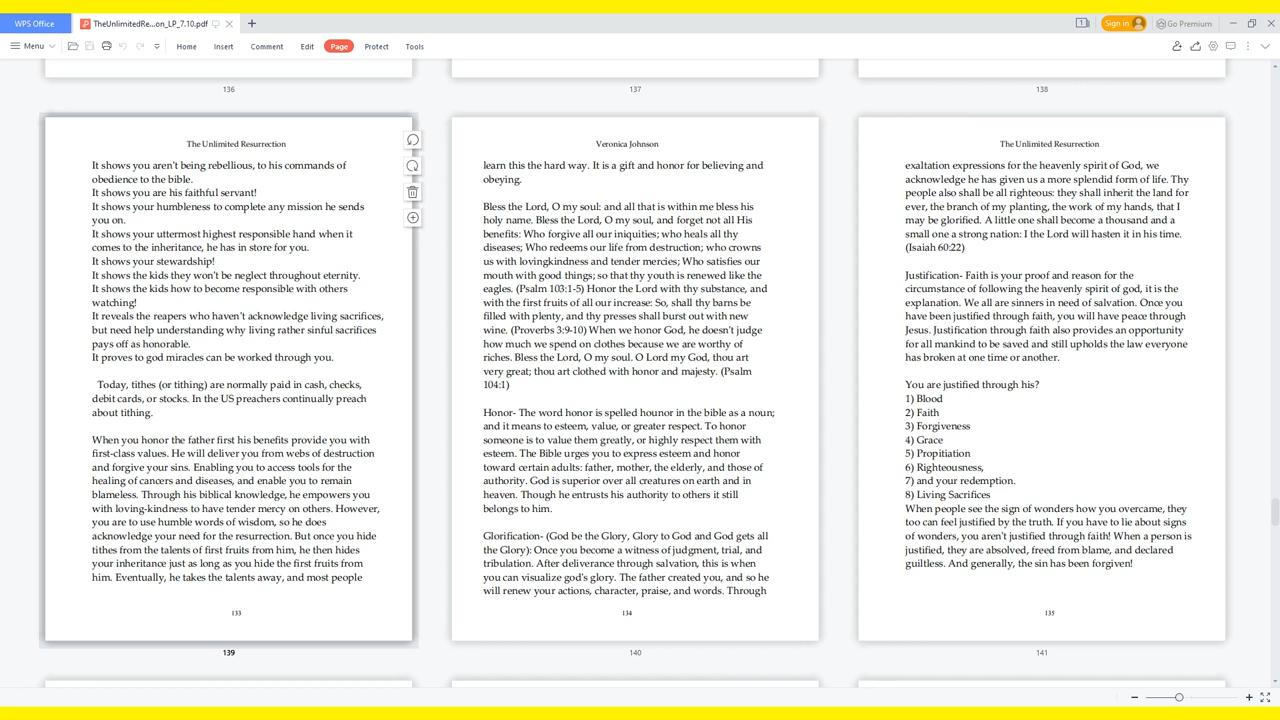 WPS Office
TheUnlimitedRe...on_LP_7.10.pdf
Sign in
Go Premium
Menu
Home
Insert
Comment
Edit
Page
Protect
Tools
136
137
138
The Unlimited Resurrection
It shows you aren't being rebellious, to his commands of
obedience to the bible.
It shows you are his faithful servant!
It shows your humbleness to complete any mission he sends
you on.
It shows your uttermost highest responsible hand when it
comes to the inheritance, he has in store for you.
It shows your stewardship!
It shows the kids they won't be neglect throughout eternity.
It shows the kids how to become responsible with others
watching!
It reveals the reapers who haven't acknowledge living sacrifices,
but need help understanding why living rather sinful sacrifices
pays off as honorable.
It proves to god miracles can be worked through you.
Today, tithes (or tithing) are normally paid in cash, checks,
debit cards, or stocks. In the US preachers continually preach
about tithing.
When you honor the father first his benefits provide you with
first-class values. He will deliver you from webs of destruction
and forgive your sins. Enabling you to access tools for the
healing of cancers and diseases, and enable you to remain
blameless. Through his biblical knowledge, he empowers you
with loving-kindness to have tender mercy on others. However,
you are to use humble words of wisdom, so he does
acknowledge your need for the resurrection. But once you hide
tithes from the talents of first fruits from him, he then hides
your inheritance just as long as you hide the first fruits from
him. Eventually, he takes the talents away, and most people
133
139
Veronica Johnson
learn this the hard way. It is a gift and honor for believing and
obeying.
Bless the Lord, O my soul: and all that is within me bless his
holy name. Bless the Lord, O my soul, and forget not all His
benefits: Who forgive all our iniquities; who heals all thy
diseases; Who redeems our life from destruction; who crowns
us with lovingkindness and tender mercies; Who satisfies our
mouth with good things; so that thy youth is renewed like the
eagles. (Psalm 103:1-5) Honor the Lord with thy substance, and
with the first fruits of all our increase: So, shall thy barns be
filled with plenty, and thy presses shall burst out with new
wine. (Proverbs 3:9-10) When we honor God, he doesn't judge
how much we spend on clothes because we are worthy of
riches. Bless the Lord, O my soul. O Lord my God, thou art
very great; thou art clothed with honor and majesty. (Psalm
104:1)
Honor- The word honor is spelled hounor in the bible as a noun;
and it means to esteem, value, or greater respect. To honor
someone is to value them greatly, or highly respect them with
esteem. The Bible urges you to express esteem and honor
toward certain adults: father, mother, the elderly, and those of
authority. God is superior over all creatures on earth and in
heaven. Though he entrusts his authority to others it still
belongs to him.
Glorification- (God be the Glory, Glory to God and God gets all
the Glory): Once you become a witness of judgment, trial, and
tribulation. After deliverance through salvation, this is when
you can visualize god's glory. The father created you, and so he
will renew your actions, character, praise, and words. Through
134
140
The Unlimited Resurrection
exaltation expressions for the heavenly spirit of God, we
acknowledge he has given us a more splendid form of life. Thy
people also shall be all righteous: they shall inherit the land for
ever, the branch of my planting, the work of my hands, that I
may be glorified. A little one shall become a thousand and a
small one a strong nation: I the Lord will hasten it in his time.
(Isaiah 60:22)
Justification- Faith is your proof and reason for the
circumstance of following the heavenly spirit of god, it is the
explanation. We all are sinners in need of salvation. Once you
have been justified through faith, you will have peace through
Jesus. Justification through faith also provides an opportunity
for all mankind to be saved and still upholds the law everyone
has broken at one time or another.
You are justified through his?
1) Blood
2) Faith
3) Forgiveness
4) Grace
5) Propitiation
6) Righteousness,
7) and your redemption.
8) Living Sacrifices
When people see the sign of wonders how you overcame, they
too can feel justified by the truth. If you have to lie about signs
of wonders, you aren't justified through faith! When a person is
justified, they are absolved, freed from blame, and declared
guiltless. And generally, the sin has been forgiven!
135
141